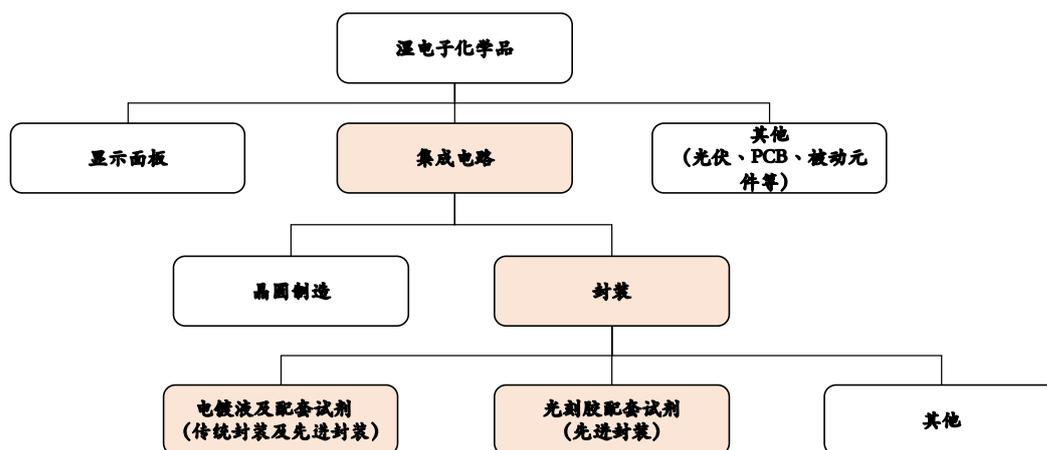 湿电子化学品
显示面板
集成电路
其他
（光伏、PCB、被动元
件等）
晶圆制造
封装
电镀液及配套试剂
（传统封装及先进封装）
光刻胶配套试剂
（先进封装）
其他